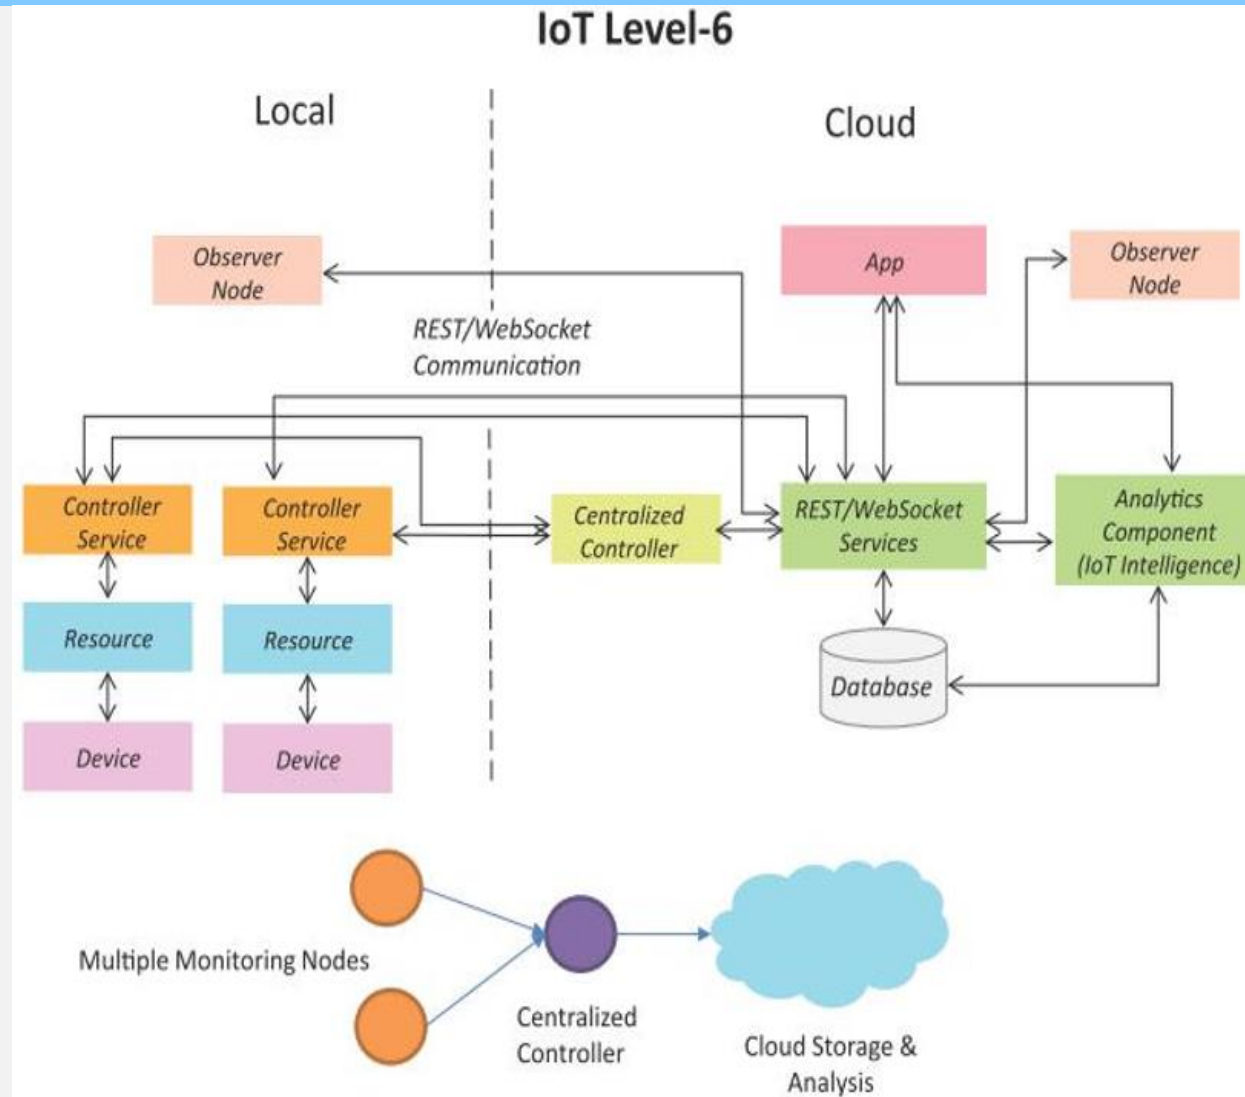 IoT Level-6
Local
Cloud
Observer
Node
App
Observer
Node
REST/WebSocket
Communication
Controller
Service
Controller
Service
Centralized
Controller
REST/WebSocket
Services
Analytics
Component
(IoT Intelligence)
Resource
Resource
Database
Device
Device
Multiple Monitoring Nodes
Centralized
Controller
Cloud Storage &
Analysis